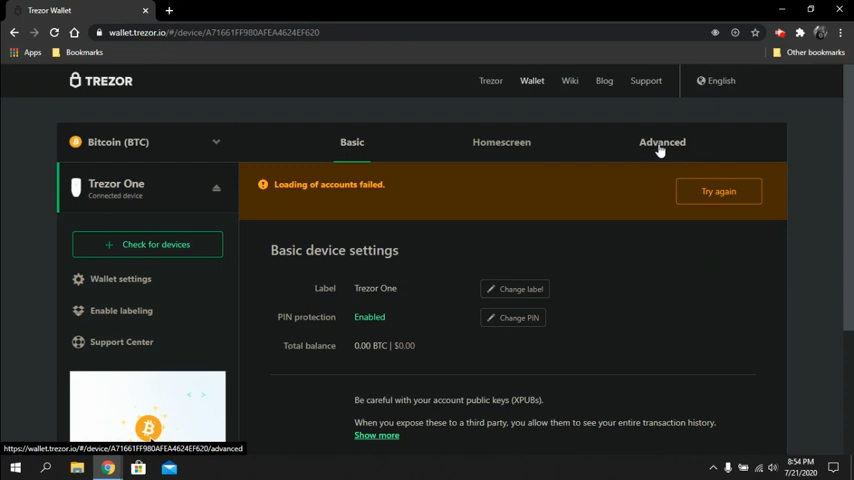 Trezor Wallet
wallet.trezor.io/#/device/A71661FF980AFEA4624EF620
Apps
Bookmarks
Other bookmarks
TREZOR
Trezor
Wallet
Wiki
Blog
Support
English
Bitcoin (BTC)
Basic
Homescreen
Advanced
Trezor One
Connected device
Loading of accounts failed.
Try again
+ Check for devices
Wallet settings
Enable labeling
Support Center
Basic device settings
Label Trezor One Change label
PIN protection Enabled Change PIN
Total balance 0.00 BTC | $0.00
Be careful with your account public keys (XPUBs).
When you expose these to a third party, you allow them to see your entire transaction history.
Show more
https://wallet.trezor.io/#/device/A71661FF980AFEA4624EF620/advanced
8:54 PM
7/21/2020